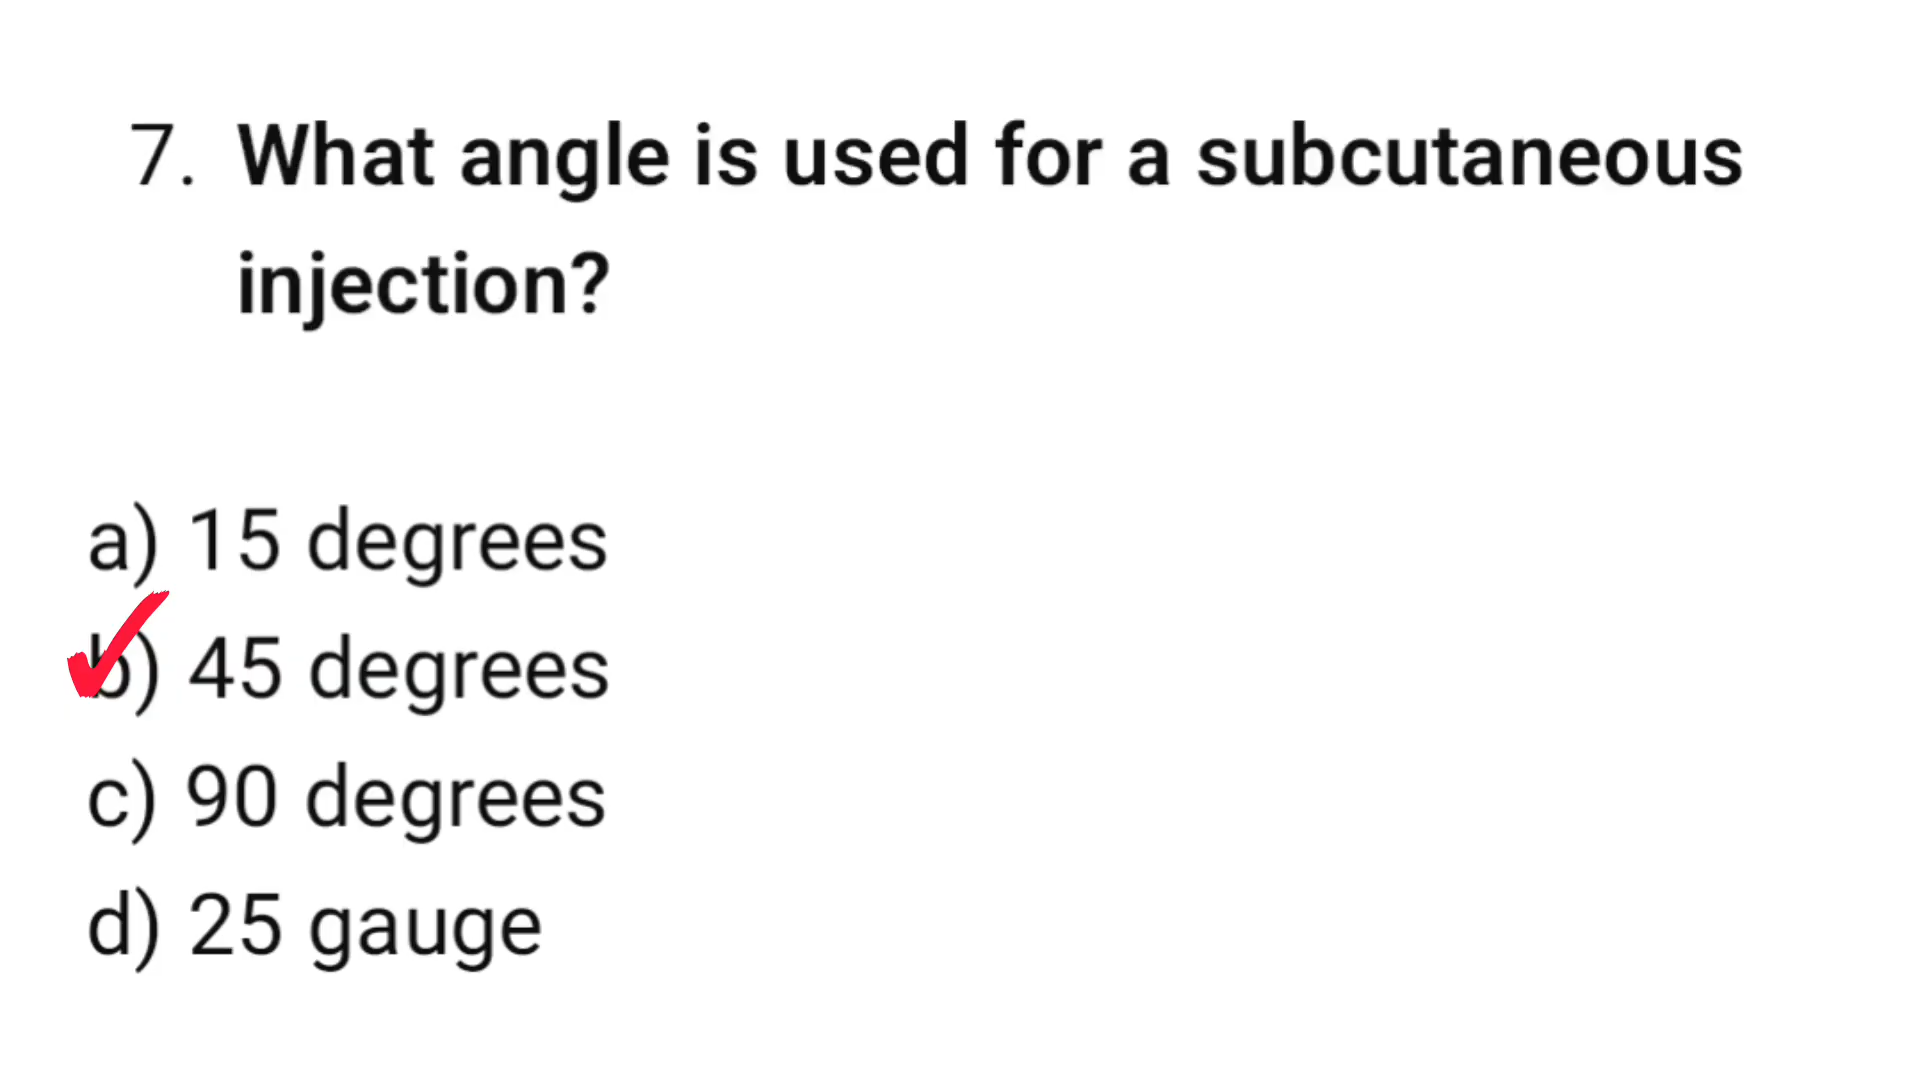 7. What angle is used for a subcutaneous
injection?
a) 15 degrees
b) 45 degrees
c) 90 degrees
d) 25 gauge